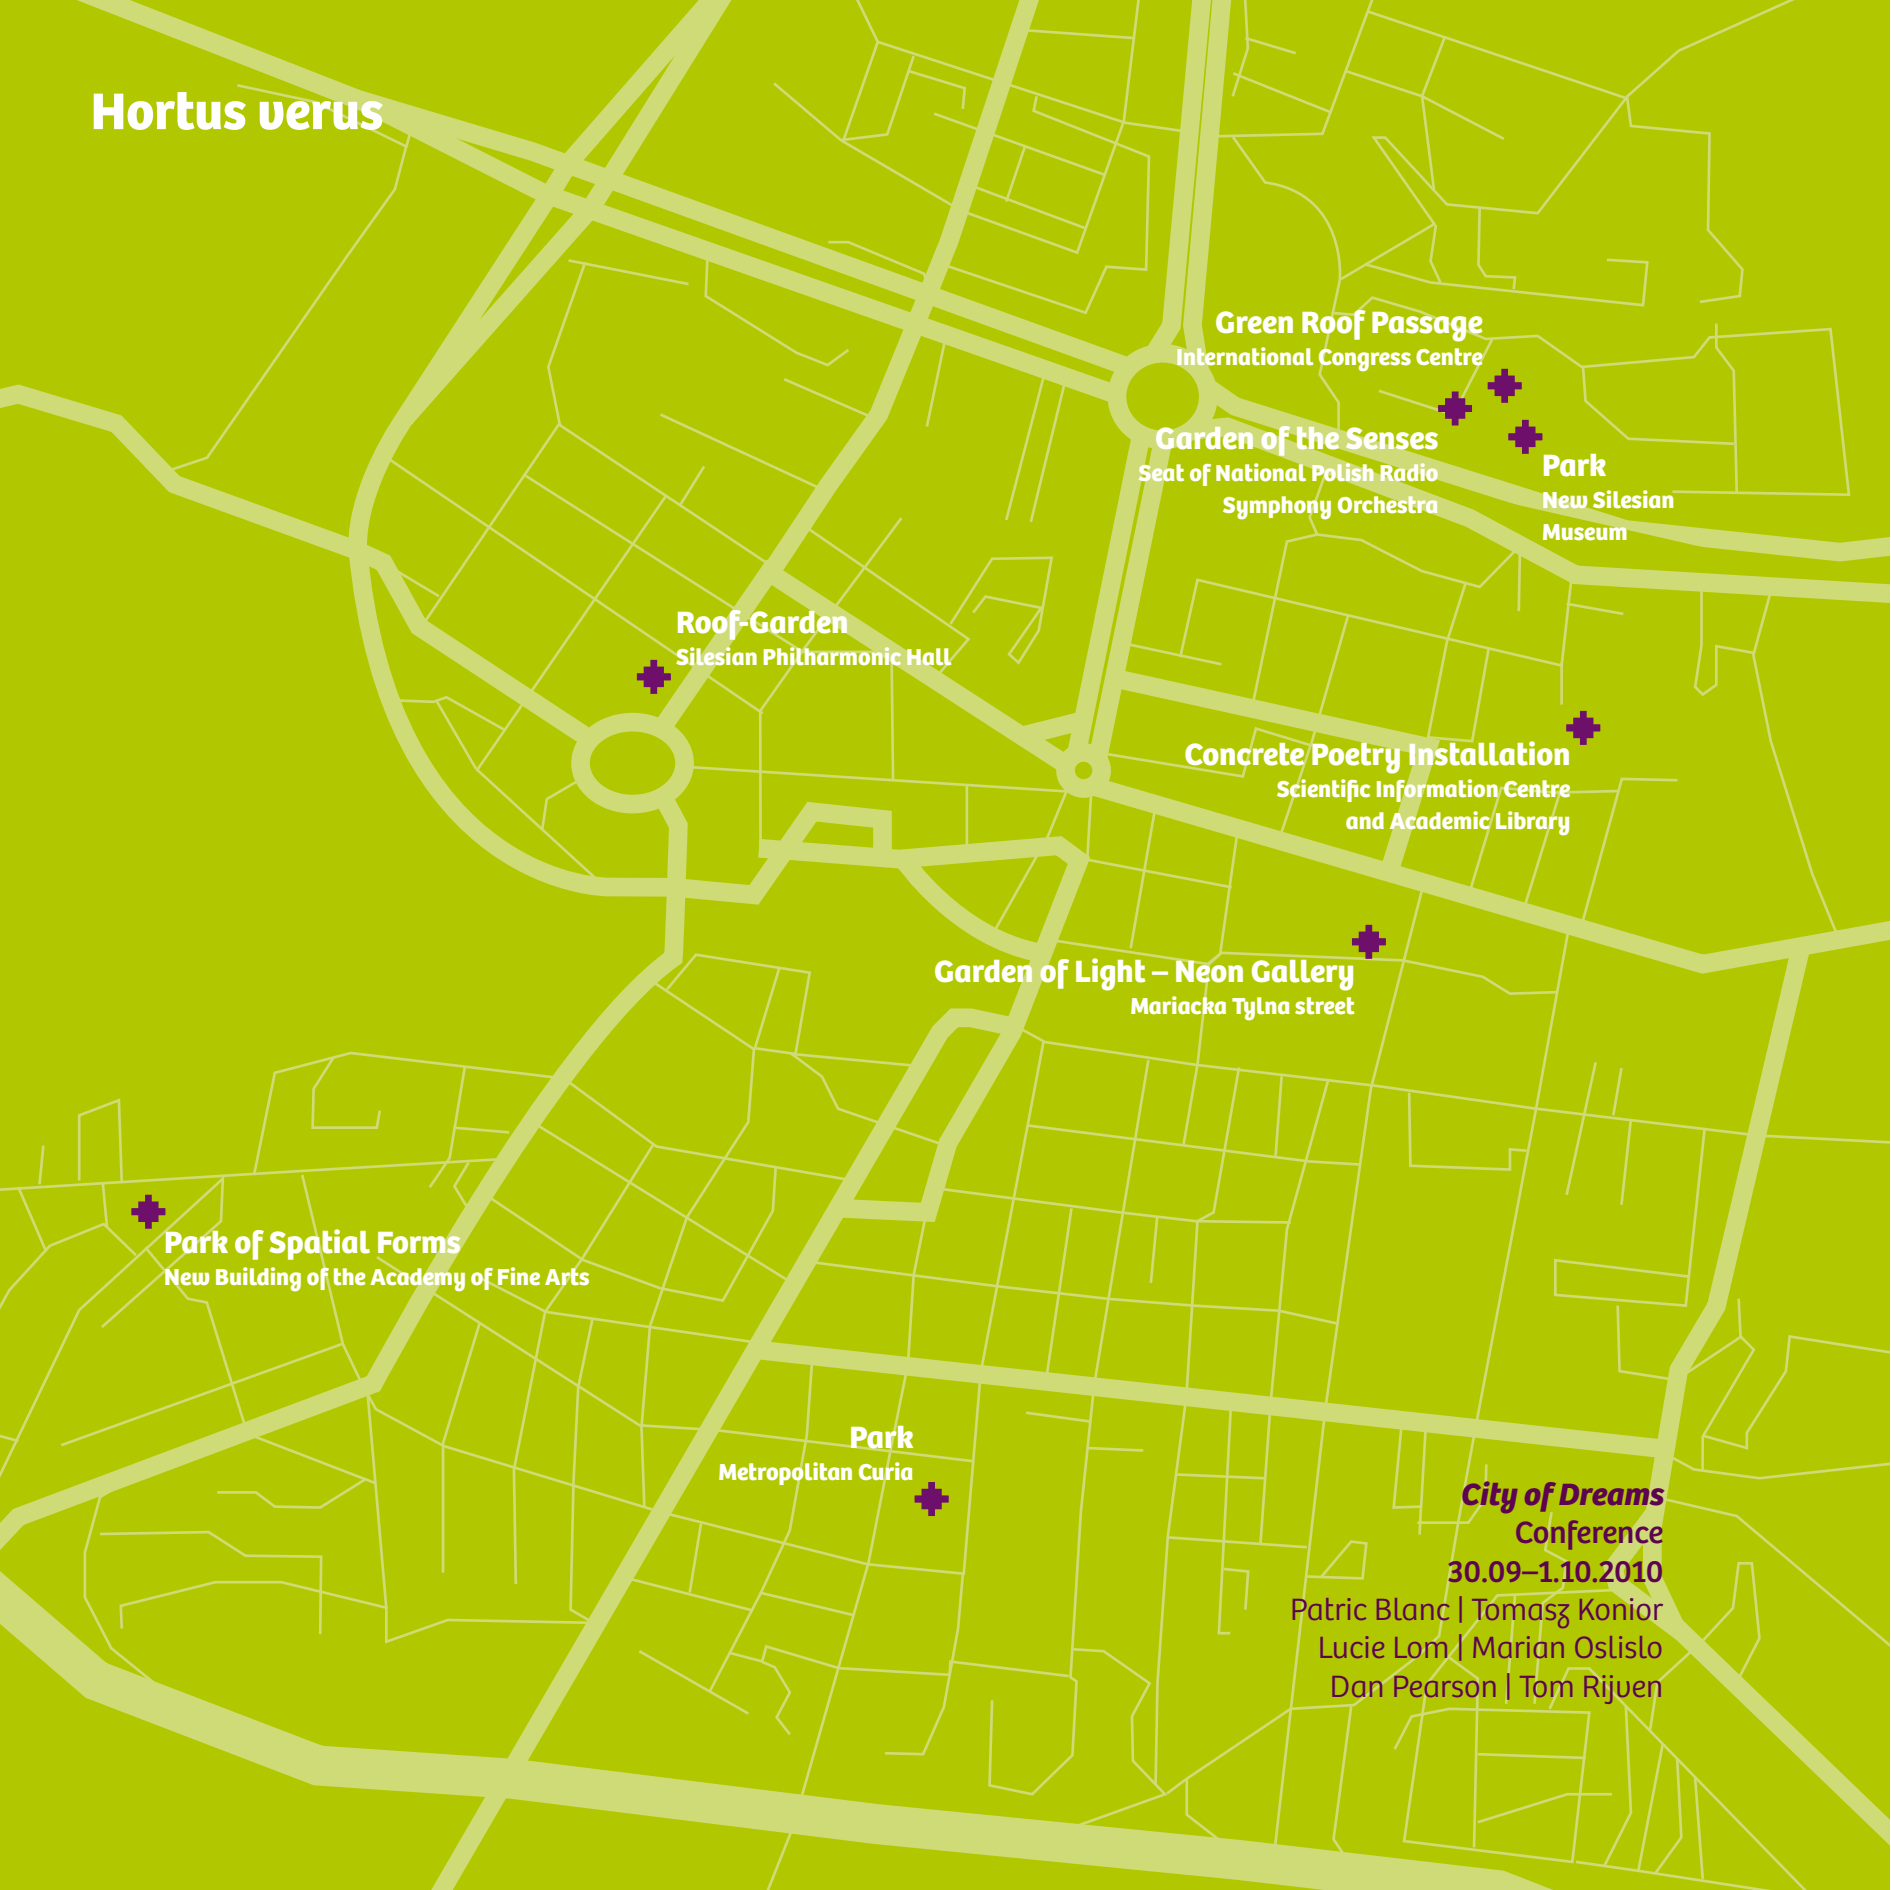 Hortus verus
Green Roof Passage
International Congress Centre
Garden of the Senses
Seat of National Polish Radio
Symphony Orchestra
Park
New Silesian
Museum
Roof-Garden
Silesian Philharmonic Hall
Concrete Poetry Installation
Scientific Information Centre
and Academic Library
Garden of Light – Neon Gallery
Mariacka Tylna street
Park of Spatial Forms
New Building of the Academy of Fine Arts
Park
Metropolitan Curia
City of Dreams
Conference
30.09–1.10.2010
Patric Blanc | Tomasz Konior
Lucie Lom | Marian Oslislo
Dan Pearson | Tom Rijven